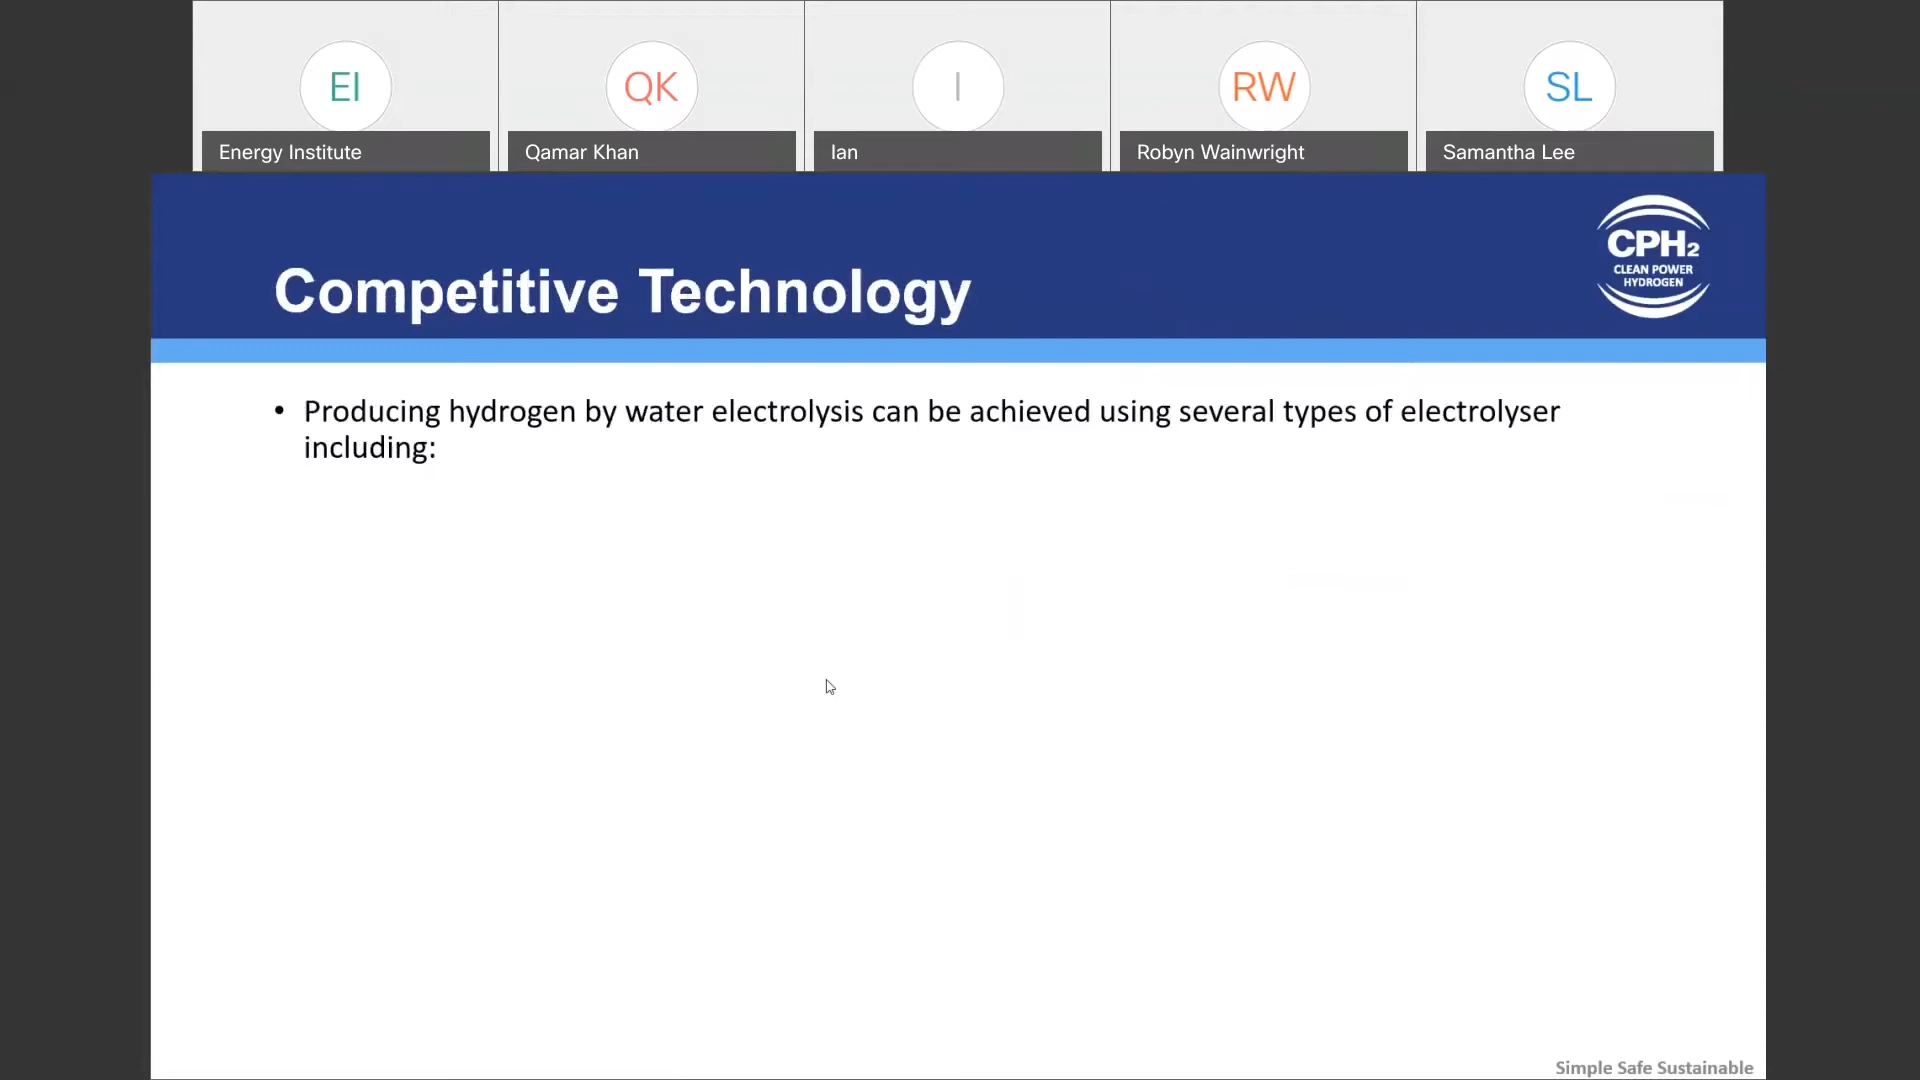 EI
QK
I
RW
SL
Energy Institute
Qamar Khan
Ian
Robyn Wainwright
Samantha Lee
CPH2
CLEAN POWER
HYDROGEN
Competitive Technology
• Producing hydrogen by water electrolysis can be achieved using several types of electrolyser
including:
Simple Safe Sustainable